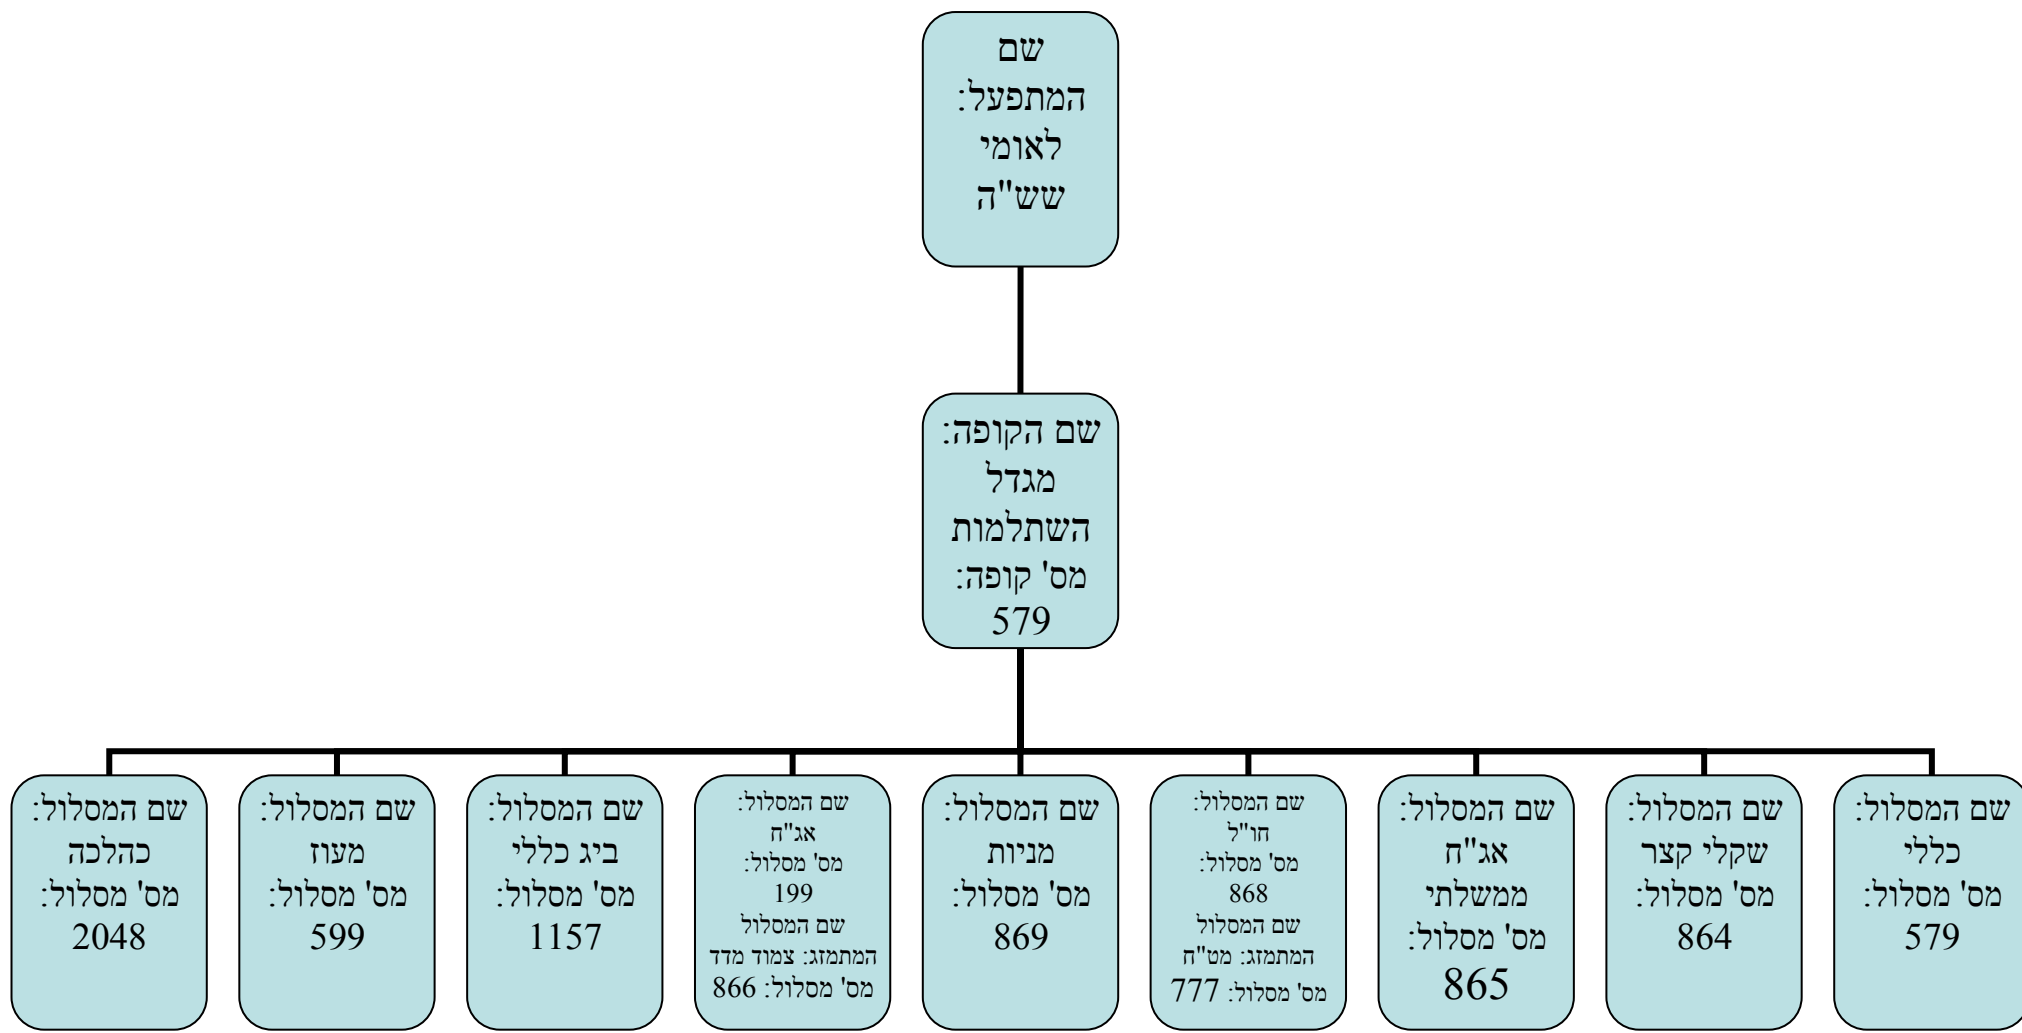 שם
המתפעל:
לאומי
שש"ה
שם הקופה:
מגדל
השתלמות
מס' קופה:
579
שם המסלול:
כללי
מס' מסלול:
579
שם המסלול:
שקלי קצר
מס' מסלול:
864
שם המסלול:
אג"ח
ממשלתי
מס' מסלול:
865
שם המסלול:
חו"ל
מס' מסלול:
868
שם המסלול
המתמזג: מט"ח
מס' מסלול: 777
שם המסלול:
מניות
מס' מסלול:
869
שם המסלול:
אג"ח
מס' מסלול:
199
שם המסלול
המתמזג: צמוד מדד
מס' מסלול: 866
שם המסלול:
ביג כללי
מס' מסלול:
1157
שם המסלול:
מעוז
מס' מסלול:
599
שם המסלול:
כהלכה
מס' מסלול:
2048